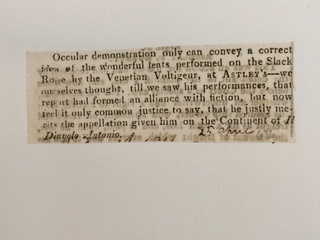 Occular demonstration only can convey a correct
idea of the wonderful feats performed on the Slack
Rope by the Venetian Voltigeur, at ASTLEY's—we
ourselves thought, till we saw his performances, that
report had formed an alliance with fiction, but now
feel it only common justice to say, that he justly me-
rits the appellation given him on the Continent of Il
Diavolo Antonio.
25 April